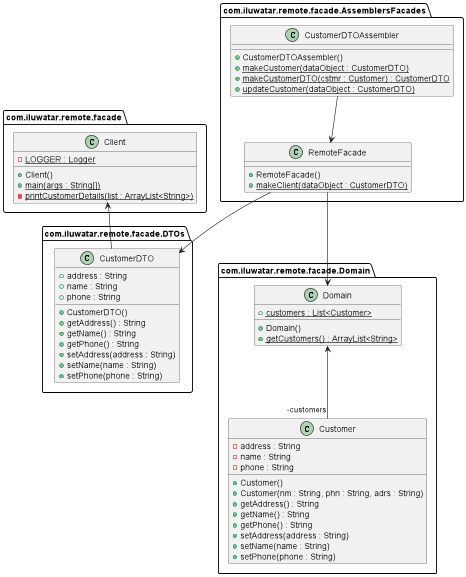 com.iluwatar.remote.facade.AssemblersFacades
C CustomerDTOAssembler
CustomerDTOAssembler()
makeCustomer(dataObject : CustomerDTO)
makeCustomerDTO(cstmr : Customer) : CustomerDTO
updateCustomer(dataObject : CustomerDTO)
C RemoteFacade
RemoteFacade()
makeClient(dataObject : CustomerDTO)
com.iluwatar.remote.facade
C Client
LOGGER : Logger
Client()
main(args : String[])
printCustomerDetails(list : ArrayList<String>)
com.iluwatar.remote.facade.DTOs
C CustomerDTO
address : String
name : String
phone : String
CustomerDTO()
getAddress() : String
getName() : String
getPhone() : String
setAddress(address : String)
setName(name : String)
setPhone(phone : String)
com.iluwatar.remote.facade.Domain
C Domain
customers : List<Customer>
Domain()
getCustomers() : ArrayList<String>
-customers
C Customer
address : String
name : String
phone : String
Customer()
Customer(nm : String, phn : String, adrs : String)
getAddress() : String
getName() : String
getPhone() : String
setAddress(address : String)
setName(name : String)
setPhone(phone : String)